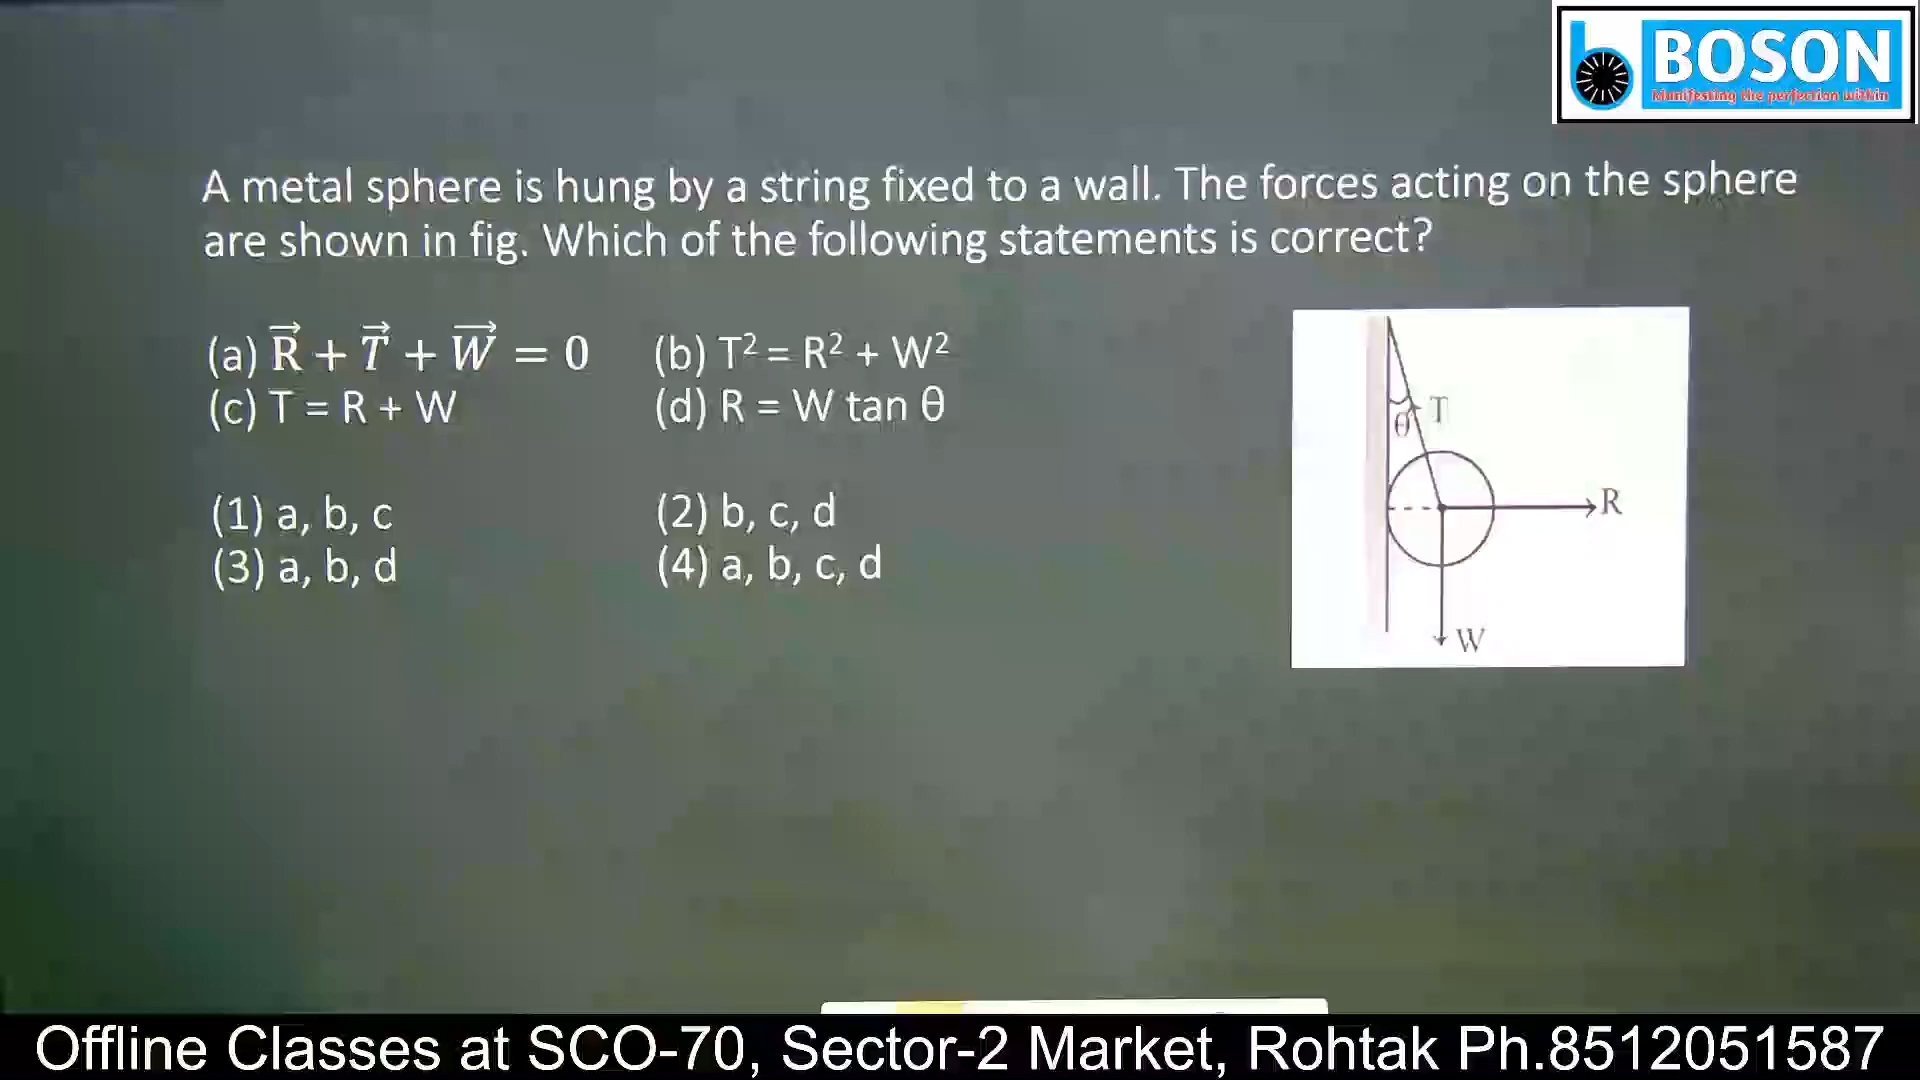 BOSON
Manifesting the perfection within
A metal sphere is hung by a string fixed to a wall. The forces acting on the sphere
are shown in fig. Which of the following statements is correct?
(a) R⃗ + T⃗ + W⃗ = 0 (b) T² = R² + W²
(c) T = R + W (d) R = W tan θ
(1) a, b, c (2) b, c, d
(3) a, b, d (4) a, b, c, d
θ T
R
W
Offline Classes at SCO-70, Sector-2 Market, Rohtak Ph.8512051587